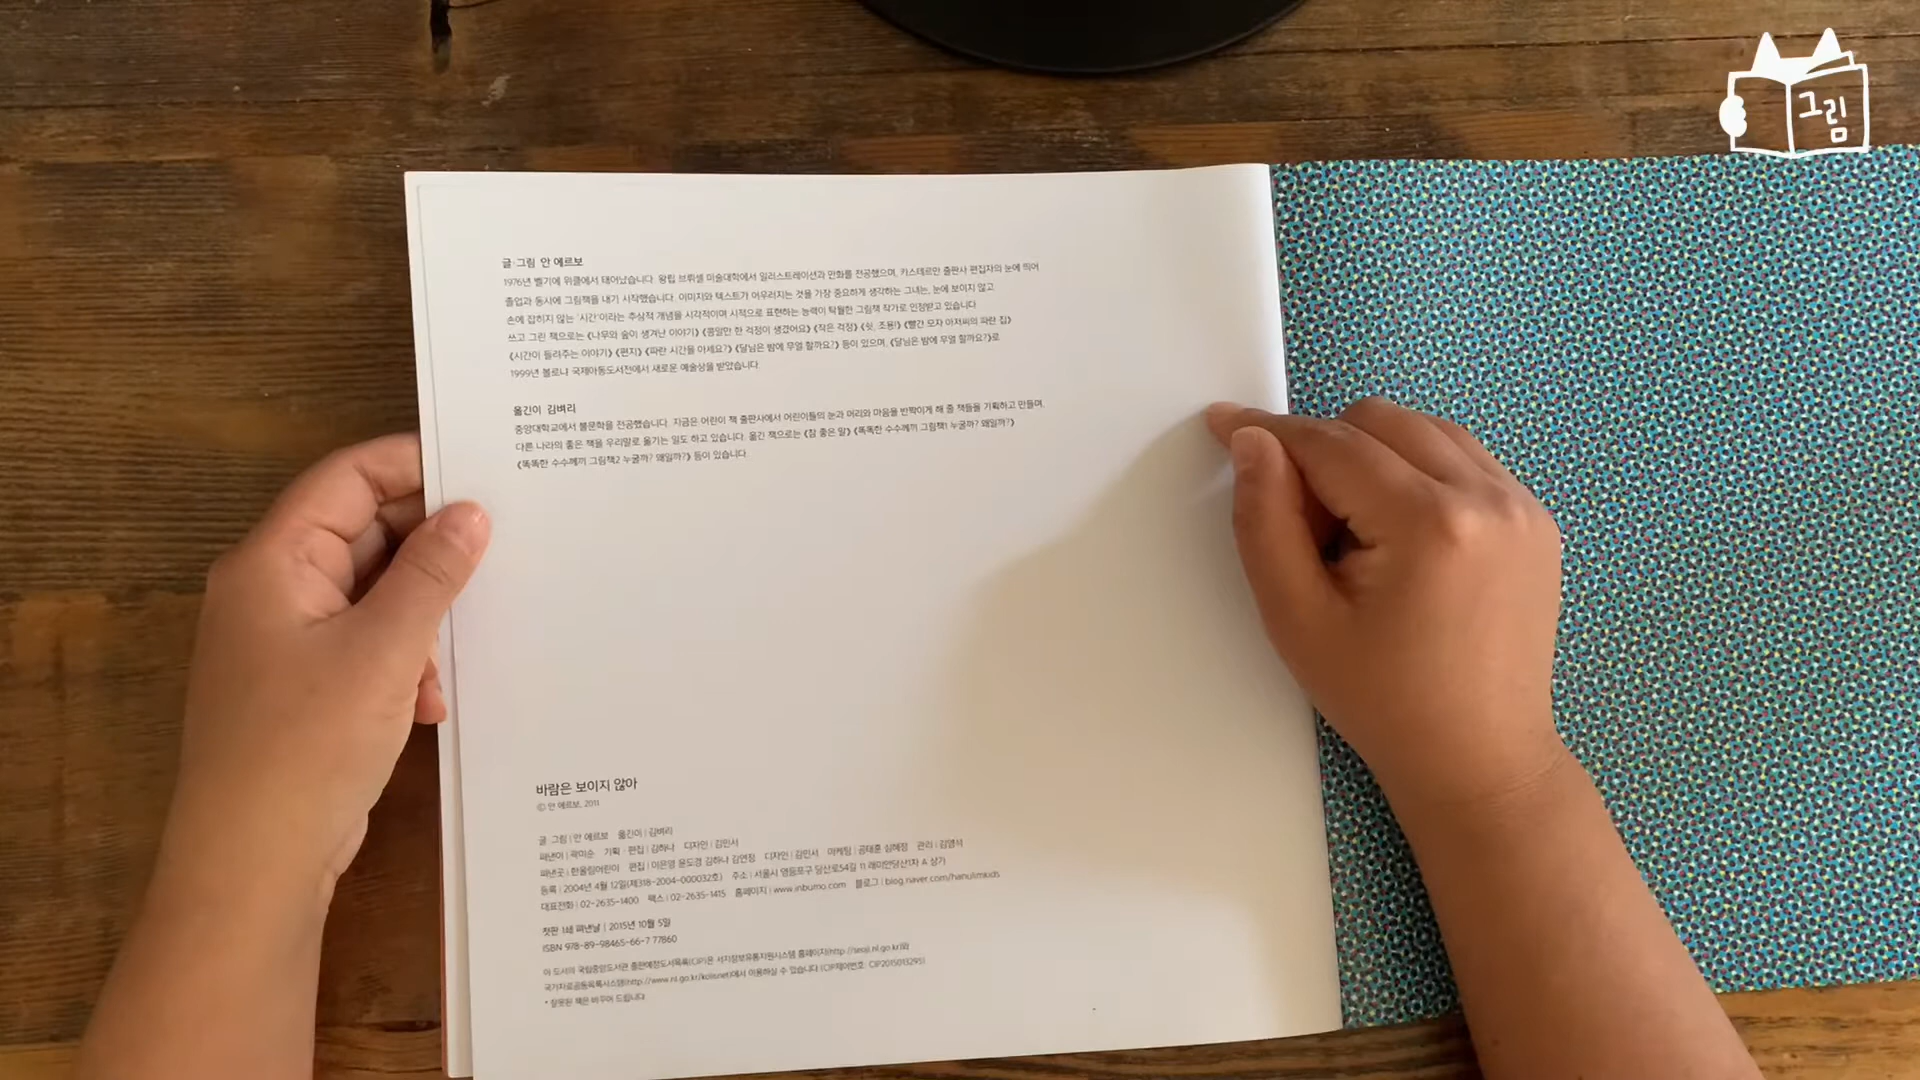 그림
글·그림 안 에르보
1976년 벨기에 위클에서 태어났습니다. 왕립 브뤼셀 미술대학에서 일러스트레이션과 만화를 전공했으며, 카스테르만 출판사 편집자의 눈에 띄어
졸업과 동시에 그림책을 내기 시작했습니다. 이미지와 텍스트가 어우러지는 것을 가장 중요하게 생각하는 그녀는, 눈에 보이지 않고
손에 잡히지 않는 '시간'이라는 추상적 개념을 시각적이며 시적으로 표현하는 능력이 탁월한 그림책 작가로 인정받고 있습니다.
쓰고 그린 책으로는 《나무와 숲이 생겨난 이야기》 《콩알만 한 걱정이 생겼어요》 《작은 걱정》 《쉿, 조용!》 《빨간 모자 아저씨의 파란 집》
《시간이 들려주는 이야기》 《편지》 《파란 시간을 아세요?》 《달님은 밤에 무얼 할까요?》 등이 있으며, 《달님은 밤에 무얼 할까요?》로
1999년 볼로냐 국제아동도서전에서 새로운 예술상을 받았습니다.
옮긴이 김벼리
중앙대학교에서 불문학을 전공했습니다. 지금은 어린이 책 출판사에서 어린이들의 눈과 머리와 마음을 반짝이게 해 줄 책들을 기획하고 만들며,
다른 나라의 좋은 책을 우리말로 옮기는 일도 하고 있습니다. 옮긴 책으로는 《참 좋은 말》 《똑똑한 수수께끼 그림책1 누굴까? 왜일까?》
《똑똑한 수수께끼 그림책2 누굴까? 왜일까?》 등이 있습니다.
바람은 보이지 않아
© 안 에르보, 2011
글·그림 | 안 에르보 옮긴이 | 김벼리
펴낸이 | 곽미순 기획·편집 | 김하나 디자인 | 김민서
펴낸곳 | 한울림어린이 편집 | 이은영 윤도경 김하나 김연정 디자인 | 김민서 마케팅 | 공태훈 심혜정 관리 | 김영석
등록 | 2004년 4월 12일(제318-2004-000032호) 주소 | 서울시 영등포구 당산로54길 11 래미안당산1차 A 상가
대표전화 | 02-2635-1400 팩스 | 02-2635-1415 홈페이지 | www.inbumo.com 블로그 | blog.naver.com/hanulimkids
첫판 1쇄 펴낸날 | 2015년 10월 5일
ISBN 978-89-98465-66-7 77860
이 도서의 국립중앙도서관 출판예정도서목록(CIP)은 서지정보유통지원시스템 홈페이지(http://seoji.nl.go.kr)와
국가자료공동목록시스템(http://www.nl.go.kr/kolisnet)에서 이용하실 수 있습니다.(CIP제어번호: CIP2015013295)
* 잘못된 책은 바꾸어 드립니다.